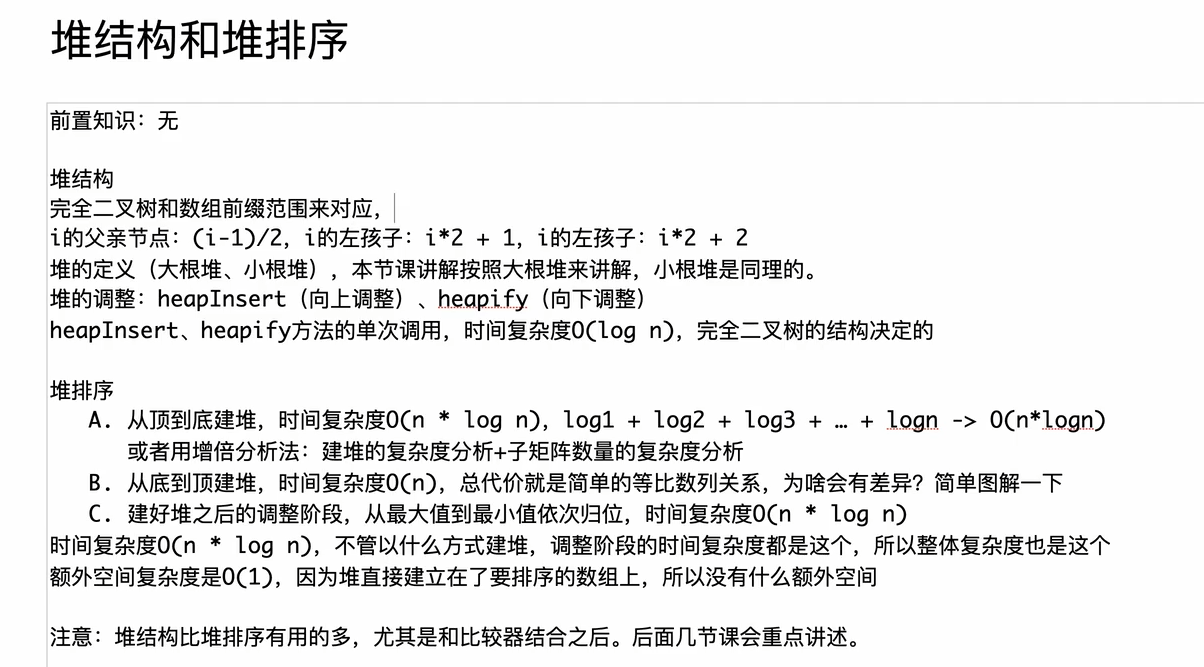 堆结构和堆排序
前置知识：无
堆结构
完全二叉树和数组前缀范围来对应，
i的父亲节点：(i-1)/2，i的左孩子：i*2 + 1，i的左孩子：i*2 + 2
堆的定义（大根堆、小根堆），本节课讲解按照大根堆来讲解，小根堆是同理的。
堆的调整：heapInsert（向上调整）、heapify（向下调整）
heapInsert、heapify方法的单次调用，时间复杂度O(log n)，完全二叉树的结构决定的
堆排序
A. 从顶到底建堆，时间复杂度O(n * log n)，log1 + log2 + log3 + … + logn -> O(n*logn)
或者用增倍分析法：建堆的复杂度分析+子矩阵数量的复杂度分析
B. 从底到顶建堆，时间复杂度O(n)，总代价就是简单的等比数列关系，为啥会有差异？简单图解一下
C. 建好堆之后的调整阶段，从最大值到最小值依次归位，时间复杂度O(n * log n)
时间复杂度O(n * log n)，不管以什么方式建堆，调整阶段的时间复杂度都是这个，所以整体复杂度也是这个
额外空间复杂度是O(1)，因为堆直接建立在了要排序的数组上，所以没有什么额外空间
注意：堆结构比堆排序有用的多，尤其是和比较器结合之后。后面几节课会重点讲述。